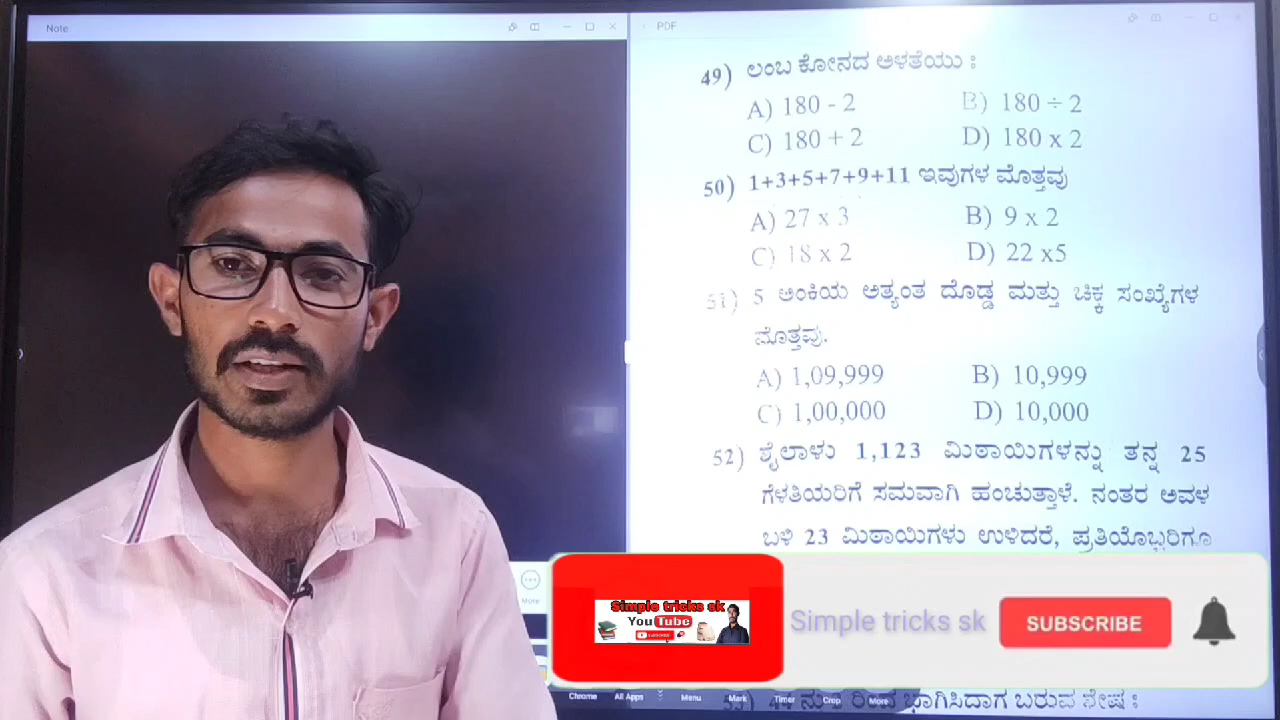 Note
PDF
49) ಲಂಬ ಕೋನದ ಅಳತೆಯು :
A) 180 - 2 B) 180 ÷ 2
C) 180 + 2 D) 180 x 2
50) 1+3+5+7+9+11 ಇವುಗಳ ಮೊತ್ತವು
A) 27 x 3 B) 9 x 2
C) 18 x 2 D) 22 x5
51) 5 ಅಂಕಿಯ ಅತ್ಯಂತ ದೊಡ್ಡ ಮತ್ತು ಚಿಕ್ಕ ಸಂಖ್ಯೆಗಳ
ಮೊತ್ತವು.
A) 1,09,999 B) 10,999
C) 1,00,000 D) 10,000
52) ಶೈಲಾಳು 1,123 ಮಿಠಾಯಿಗಳನ್ನು ತನ್ನ 25
ಗೆಳತಿಯರಿಗೆ ಸಮವಾಗಿ ಹಂಚುತ್ತಾಳೆ. ನಂತರ ಅವಳ
ಬಳಿ 23 ಮಿಠಾಯಿಗಳು ಉಳಿದರೆ, ಪ್ರತಿಯೊಬ್ಬರಿಗೂ
More
Simple tricks sk
YouTube
Simple tricks sk
SUBSCRIBE
Chrome All Apps Menu Mark Timer Crop More
ಭಾಗಿಸಿದಾಗ ಬರುವ ಶೇಷ :